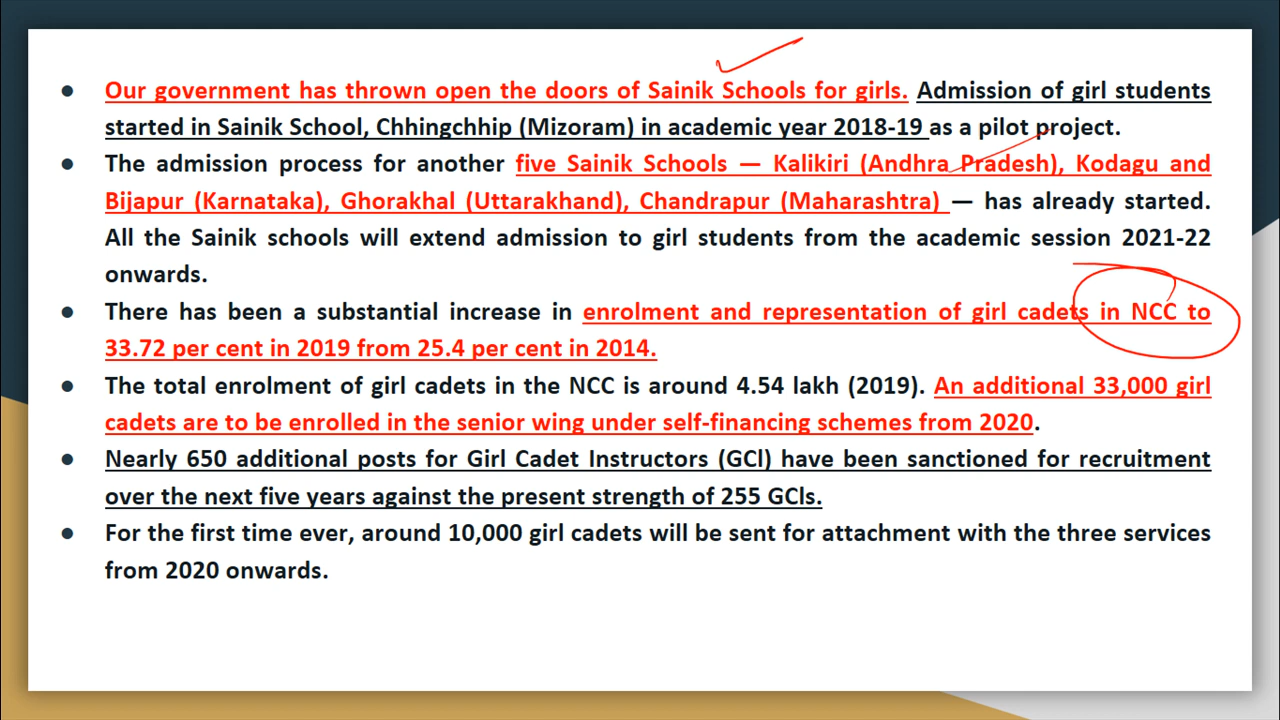 ● Our government has thrown open the doors of Sainik Schools for girls. Admission of girl students
started in Sainik School, Chhingchhip (Mizoram) in academic year 2018-19 as a pilot project.
● The admission process for another five Sainik Schools — Kalikiri (Andhra Pradesh), Kodagu and
Bijapur (Karnataka), Ghorakhal (Uttarakhand), Chandrapur (Maharashtra) — has already started.
All the Sainik schools will extend admission to girl students from the academic session 2021-22
onwards.
● There has been a substantial increase in enrolment and representation of girl cadets in NCC to
33.72 per cent in 2019 from 25.4 per cent in 2014.
● The total enrolment of girl cadets in the NCC is around 4.54 lakh (2019). An additional 33,000 girl
cadets are to be enrolled in the senior wing under self-financing schemes from 2020.
● Nearly 650 additional posts for Girl Cadet Instructors (GCl) have been sanctioned for recruitment
over the next five years against the present strength of 255 GCls.
● For the first time ever, around 10,000 girl cadets will be sent for attachment with the three services
from 2020 onwards.